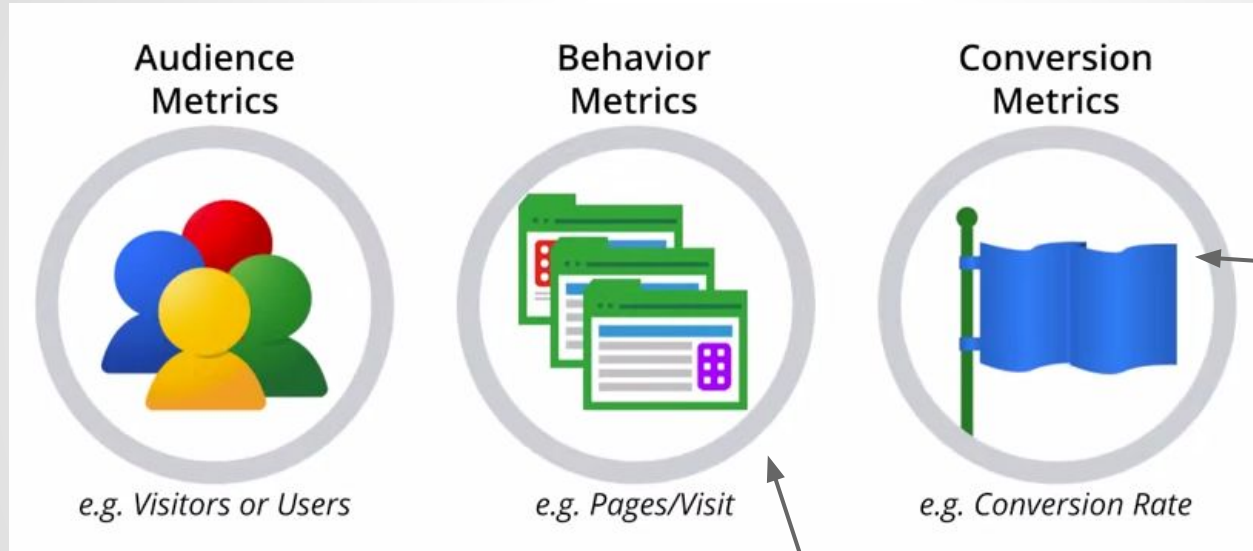 Audience
Metrics
e.g. Visitors or Users
Behavior
Metrics
e.g. Pages/Visit
Conversion
Metrics
e.g. Conversion Rate